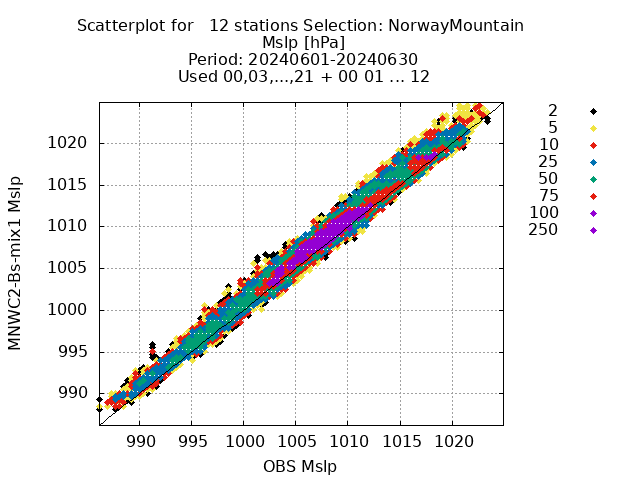 Scatterplot for   12 stations Selection: NorwayMountain
Mslp [hPa]
Period: 20240601-20240630
Used 00,03,...,21 + 00 01 ... 12
2
5
10
25
50
75
100
250
1020
1015
1010
1005
1000
995
990
MNWC2-Bs-mix1 Mslp
990 995 1000 1005 1010 1015 1020
OBS Mslp